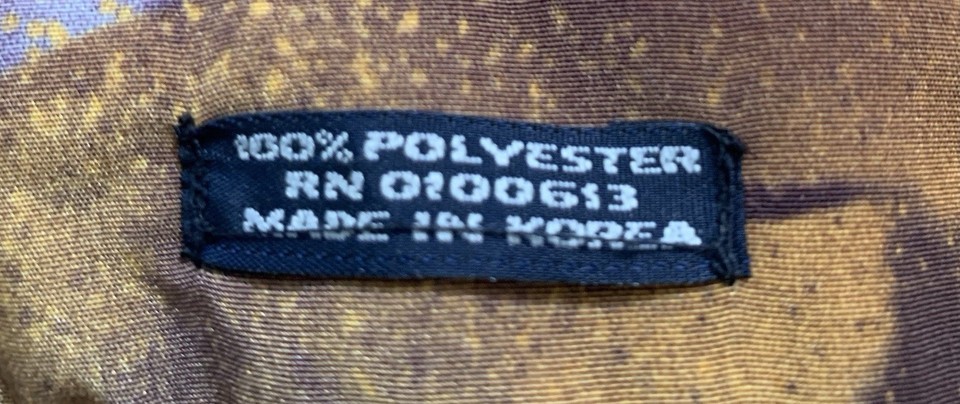 100% POLYESTER
RN 0100613
MADE IN KOREA